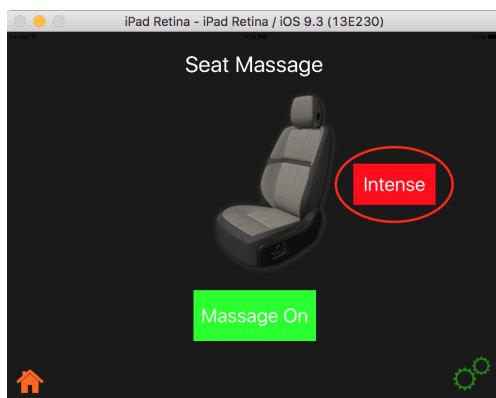 iPad Retina - iPad Retina / iOS 9.3 (13E230)
Seat Massage
Intense
Massage On